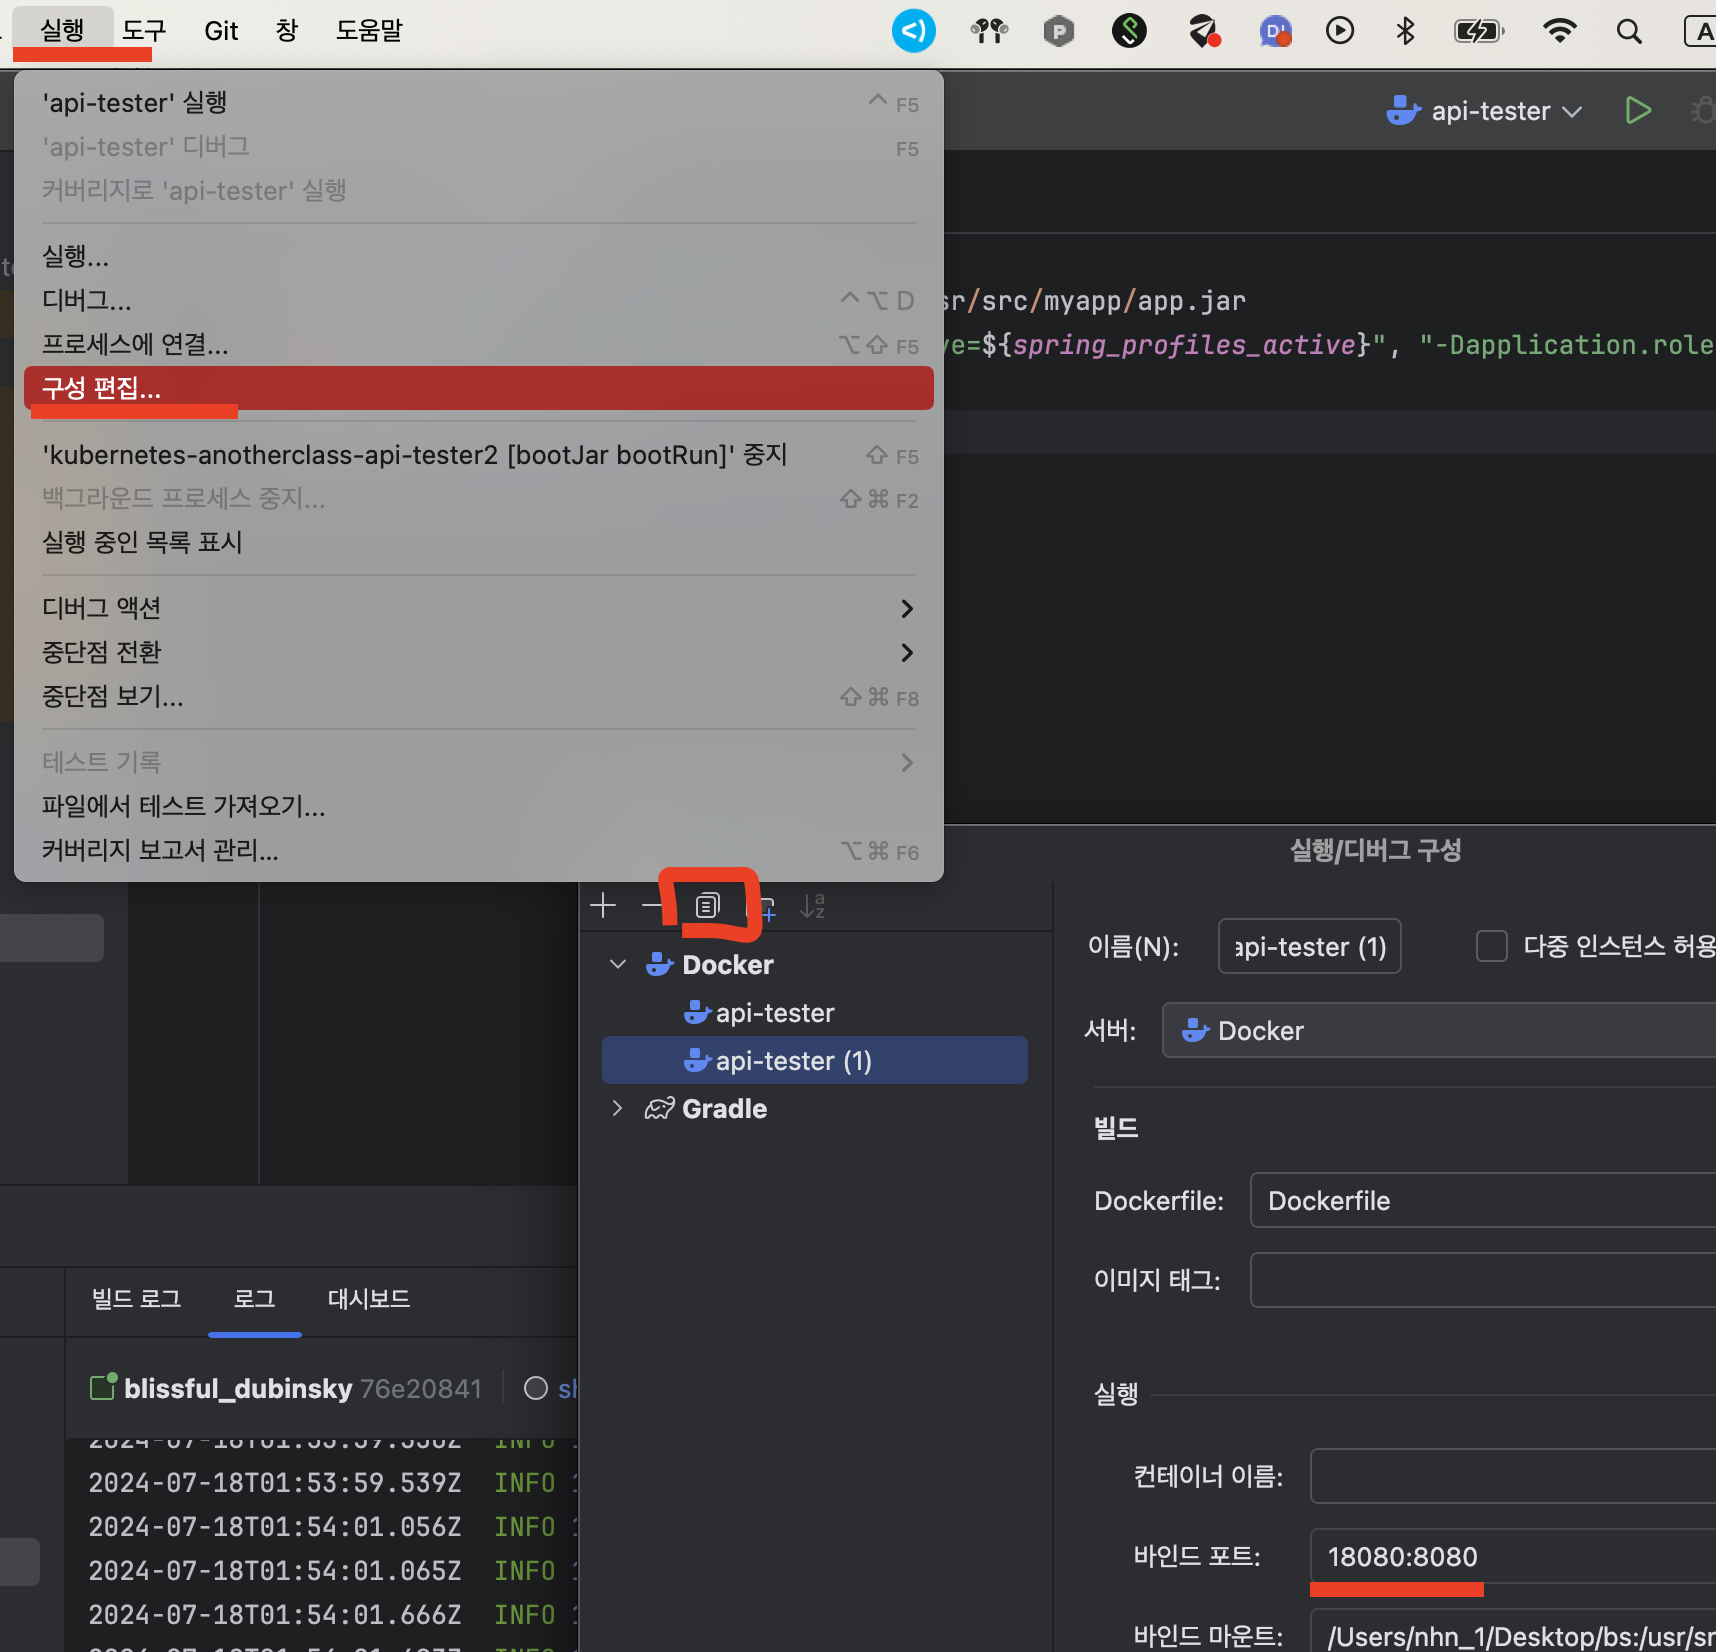 실행 도구 Git 창 도움말
'api-tester' 실행 ^ F5
'api-tester' 디버그 F5
커버리지로 'api-tester' 실행
실행...
디버그... ^ ⌥ D
프로세스에 연결... ⌥ ⇧ F5
구성 편집...
'kubernetes-anotherclass-api-tester2 [bootJar bootRun]' 중지 ⇧ F5
백그라운드 프로세스 중지... ⇧ ⌘ F2
실행 중인 목록 표시
디버그 액션
중단점 전환
중단점 보기... ⇧ ⌘ F8
테스트 기록
파일에서 테스트 가져오기...
커버리지 보고서 관리... ⌥ ⌘ F6
api-tester
/src/myapp/app.jar
=${spring_profiles_active}", "-Dapplication.role
실행/디버그 구성
Docker
api-tester
api-tester (1)
Gradle
이름(N): api-tester (1) 다중 인스턴스 허용
서버: Docker
빌드
Dockerfile: Dockerfile
이미지 태그:
실행
컨테이너 이름:
바인드 포트: 18080:8080
바인드 마운트: /Users/nhn_1/Desktop/bs:/usr/sr
빌드 로그 로그 대시보드
blissful_dubinsky 76e20841
2024-07-18T01:53:59.539Z INFO
2024-07-18T01:54:01.056Z INFO
2024-07-18T01:54:01.065Z INFO
2024-07-18T01:54:01.666Z INFO